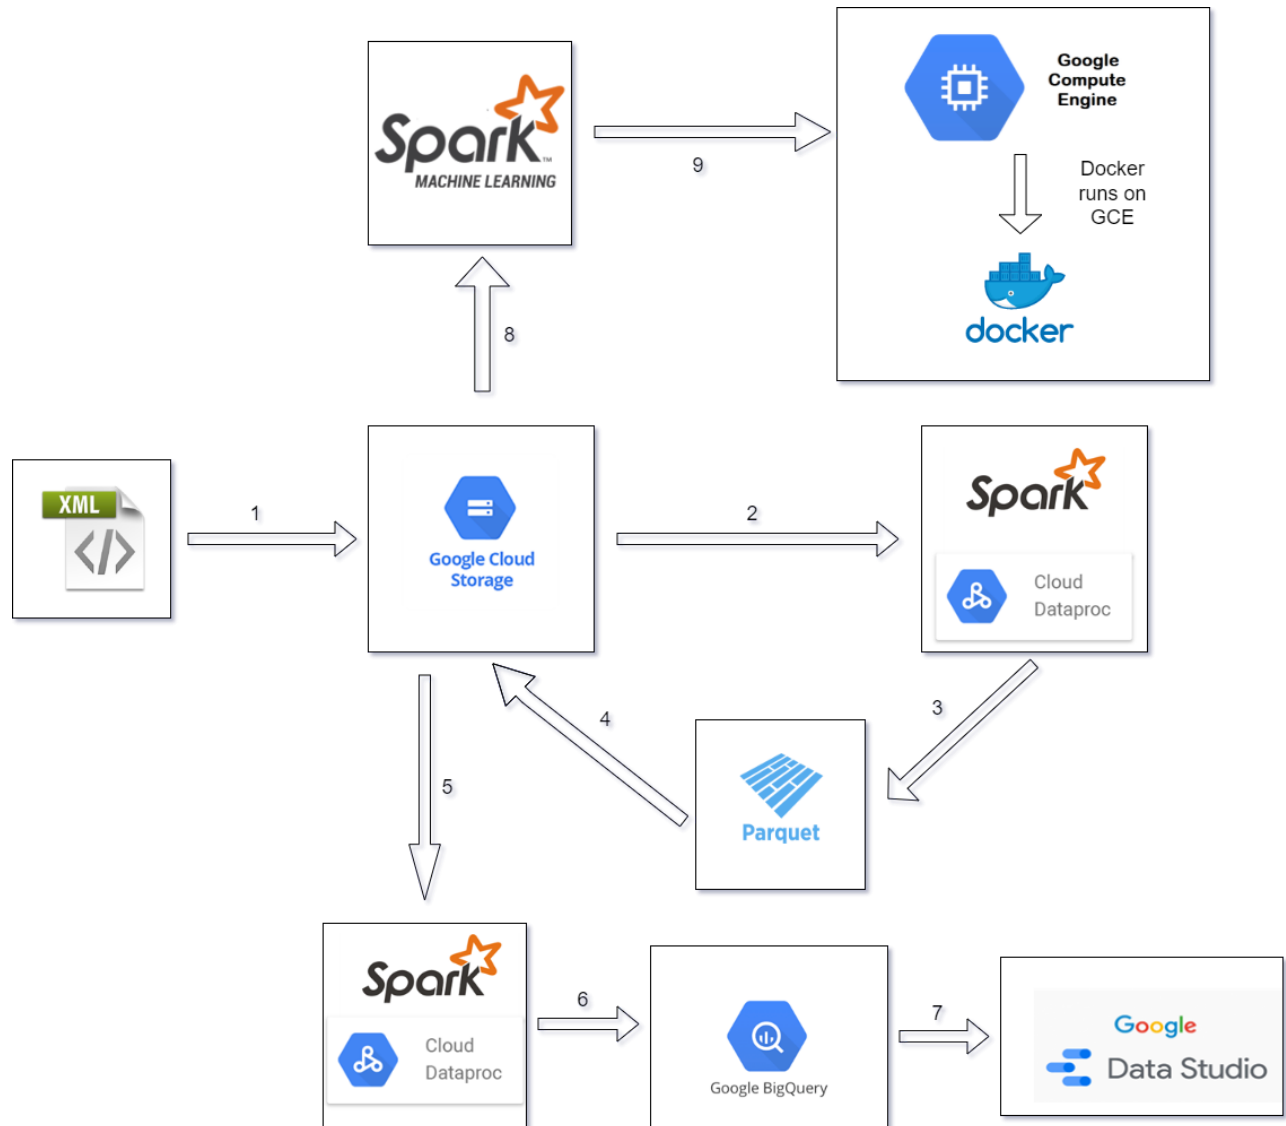 Spark™
MACHINE LEARNING
9
Google
Compute
Engine
Docker
runs on
GCE
docker
8
XML
</>
1
Google Cloud
Storage
2
Spark
Cloud
Dataproc
3
4
Parquet
5
Spark
Cloud
Dataproc
6
Google BigQuery
7
Google
Data Studio